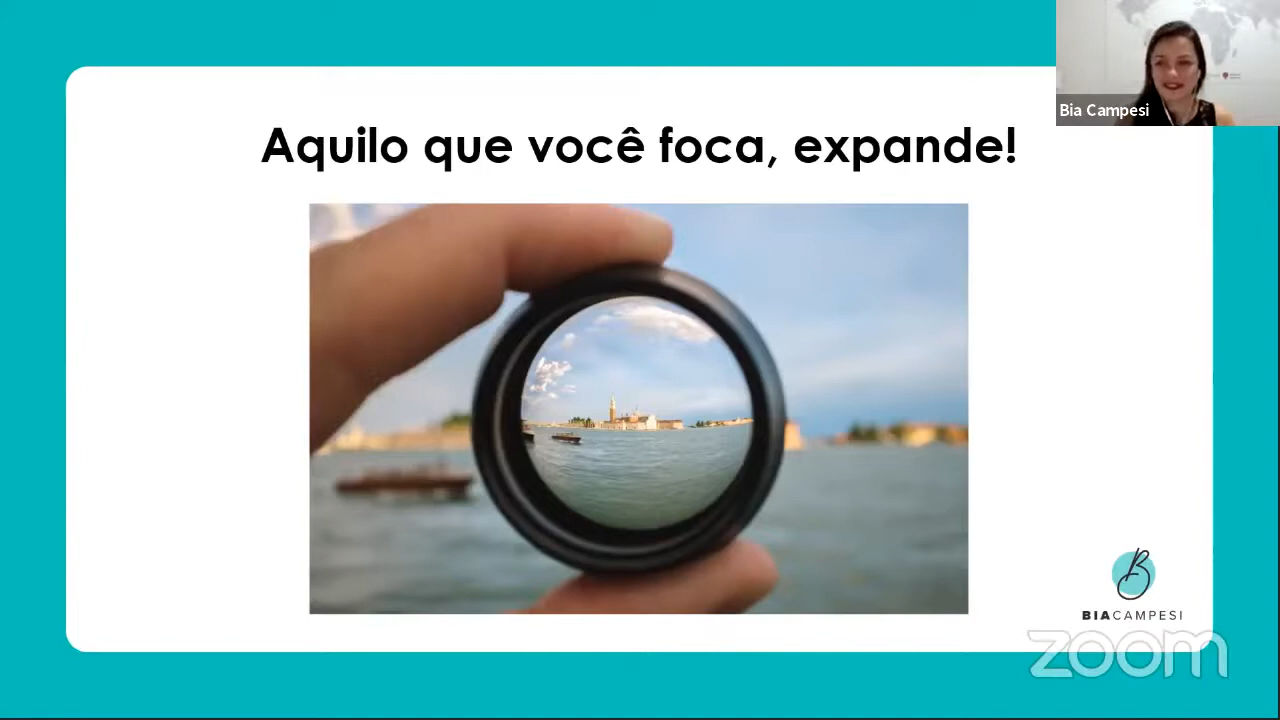 Bia Campesi
Aquilo que você foca, expande!
B
BIACAMPESI
zoom